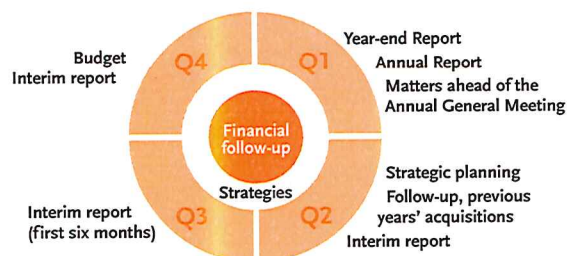 Q1
Year-end Report
Annual Report
Matters ahead of the
Annual General Meeting
Q2
Strategic planning
Follow-up, previous
years' acquisitions
Interim report
Q3
Interim report
(first six months)
Q4
Budget
Interim report
Financial
follow-up
Strategies